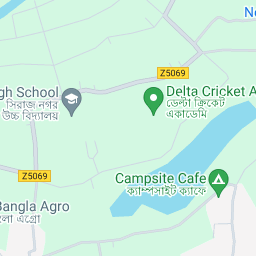 Ne
Z5069
gh School
সিরাজ নগর
উচ্চ বিদ্যালয়
Delta Cricket A
ডেল্টা ক্রিকেট
একাডেমি
Z5069
Campsite Cafe
ক্যাম্পসাইট ক্যাফে
Bangla Agro
লো এগ্রো